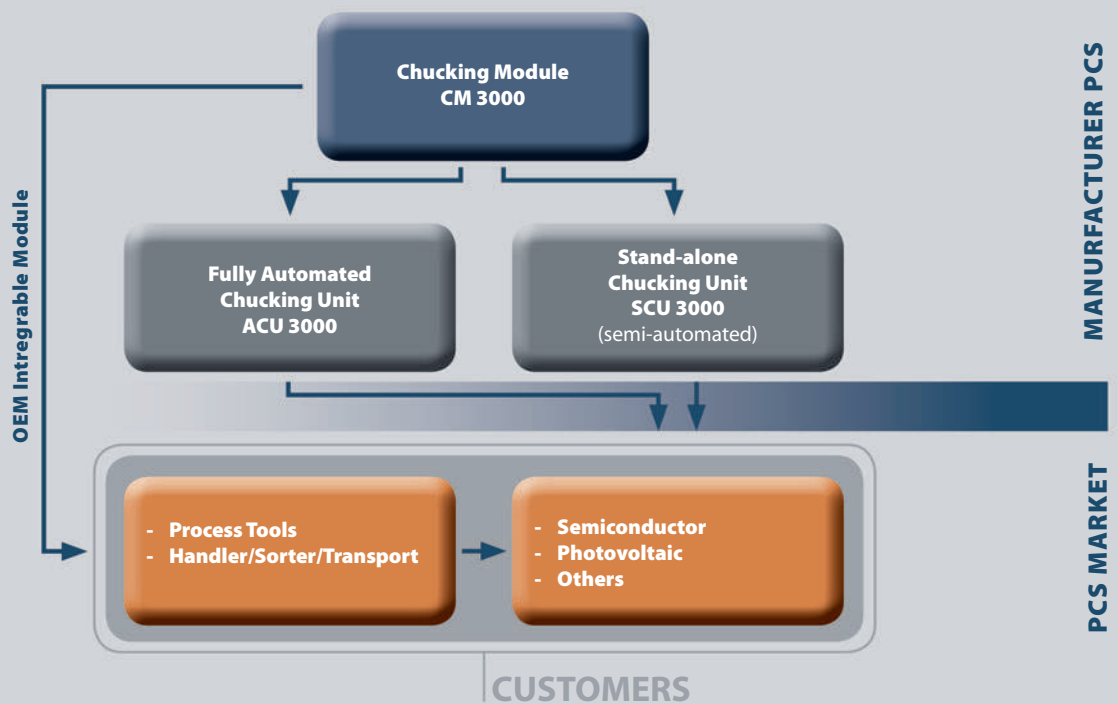 Chucking Module
CM 3000
MANURFACTURER PCS
OEM Intregrable Module
Fully Automated
Chucking Unit
ACU 3000
Stand-alone
Chucking Unit
SCU 3000
(semi-automated)
- Process Tools
- Handler/Sorter/Transport
- Semiconductor
- Photovoltaic
- Others
PCS MARKET
CUSTOMERS